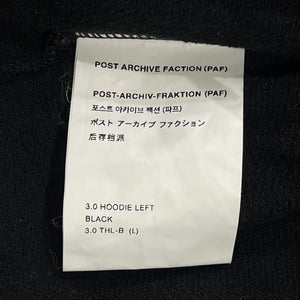 POST ARCHIVE FACTION (PAF)
POST-ARCHIV-FRAKTION (PAF)
포스트 아카이브 팩션 (파프)
ポスト アーカイブ ファクション
后存档派
3.0 HOODIE LEFT
BLACK
3.0 THL-B (L)